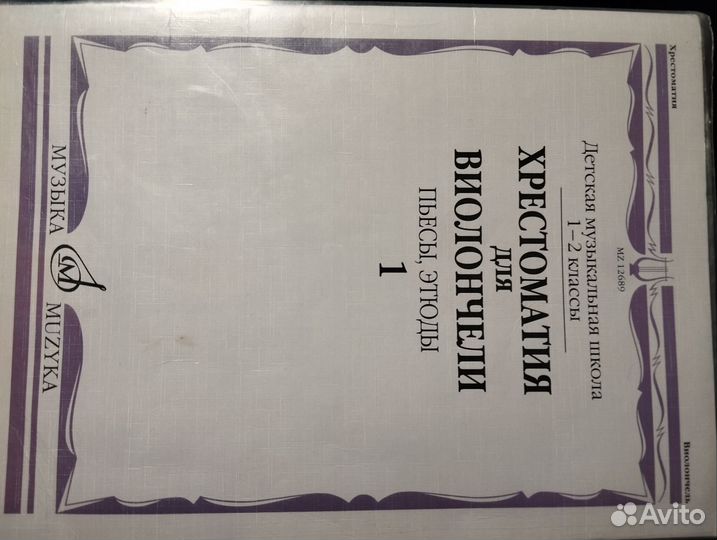 Хрестоматия
Виолончель
MZ 12689
Детская музыкальная школа
1–2 классы
ХРЕСТОМАТИЯ
для
ВИОЛОНЧЕЛИ
ПЬЕСЫ, ЭТЮДЫ
1
МУЗЫКА M MUZYKA
Avito